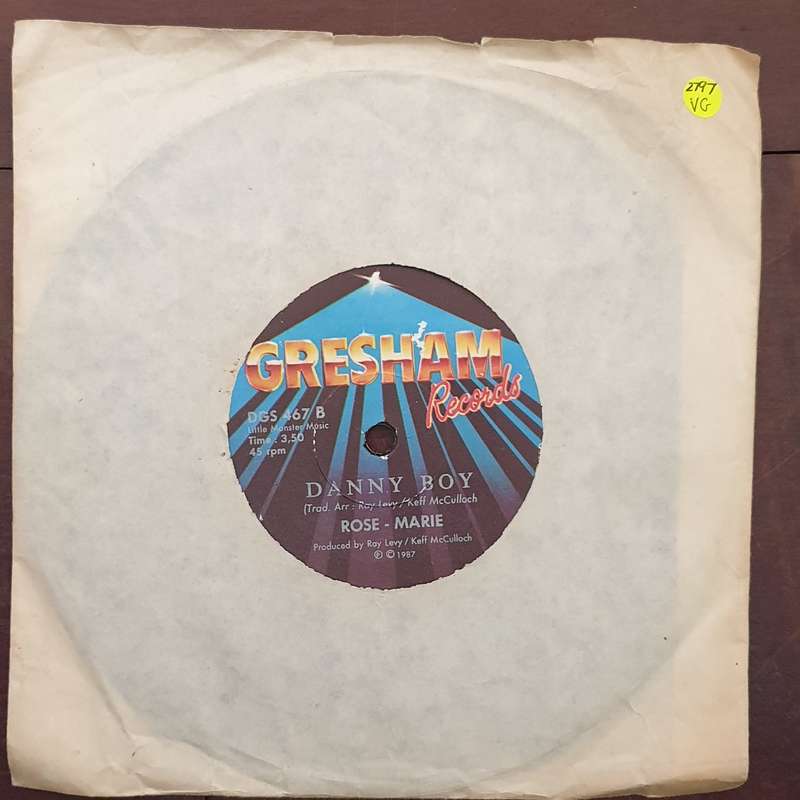 2797
VG
GRESHAM
Records
DGS 467 B
Little Monster Music
Time : 3,50
45 rpm
DANNY BOY
(Trad. Arr : Ray Levy / Keff McCulloch
ROSE - MARIE
Produced by Ray Levy / Keff McCulloch
℗ © 1987